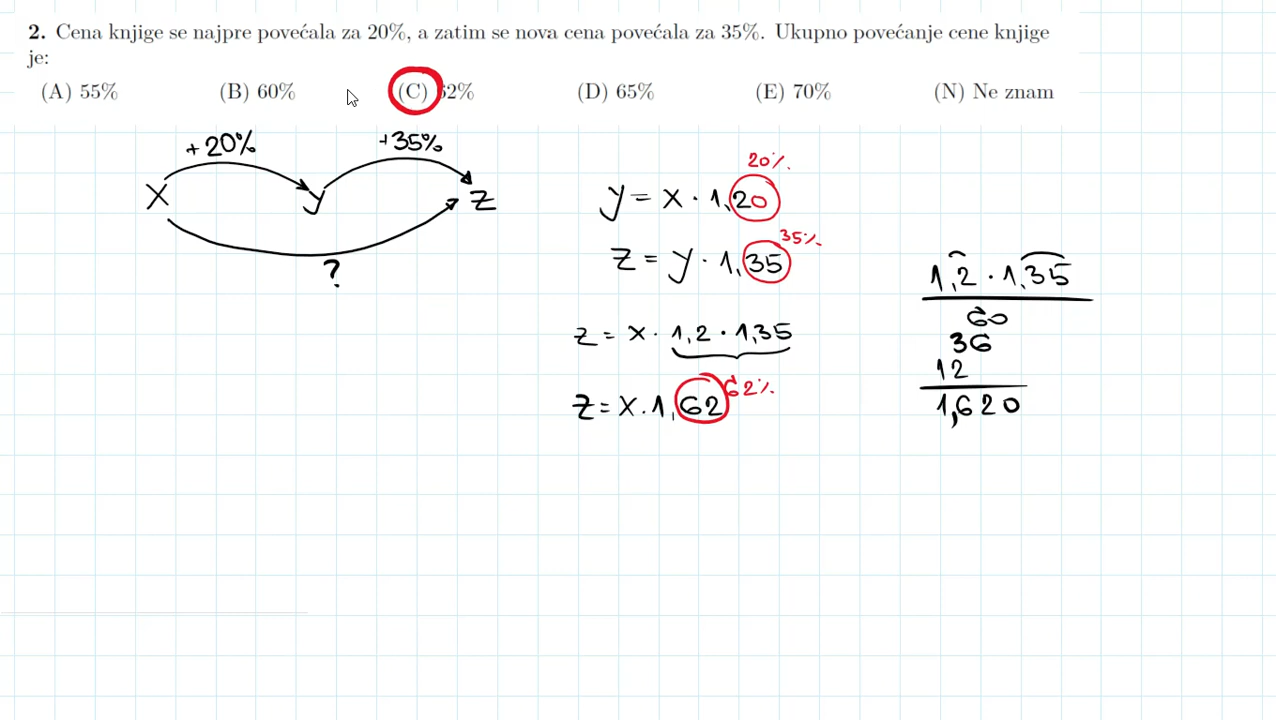 2. Cena knjige se najpre povećala za 20%, a zatim se nova cena povećala za 35%. Ukupno povećanje cene knjige
je:
(A) 55% (B) 60% (C) 62% (D) 65% (E) 70% (N) Ne znam
+20% +35%
x y z
?
20%
y = x · 1,20
35%
z = y · 1,35
z = x · 1,2 · 1,35
z = x · 1,62 62%
1,2 · 1,35
60
36
12
1,620